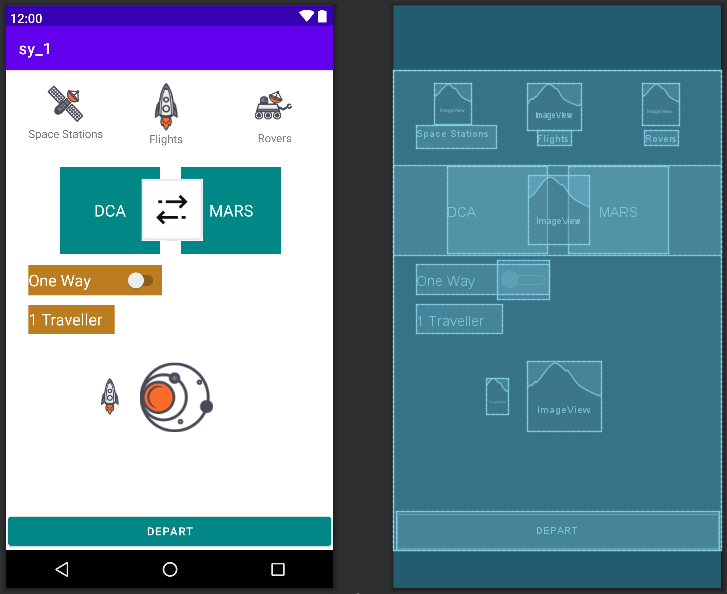 12:00
sy_1
Space Stations
Flights
Rovers
DCA
MARS
One Way
1 Traveller
DEPART
ImageView
ImageView
ImageView
Space Stations
Flights
Rovers
DCA
ImageView
MARS
One Way
1 Traveller
ImageView
DEPART